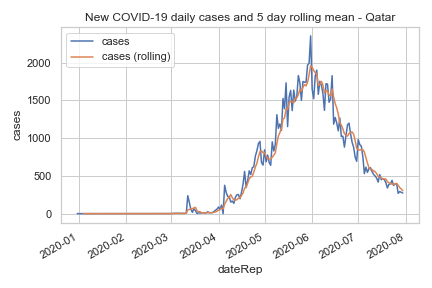 New COVID-19 daily cases and 5 day rolling mean - Qatar
cases
cases (rolling)
cases
2000
1500
1000
500
0
2020-01
2020-02
2020-03
2020-04
2020-05
2020-06
2020-07
2020-08
dateRep